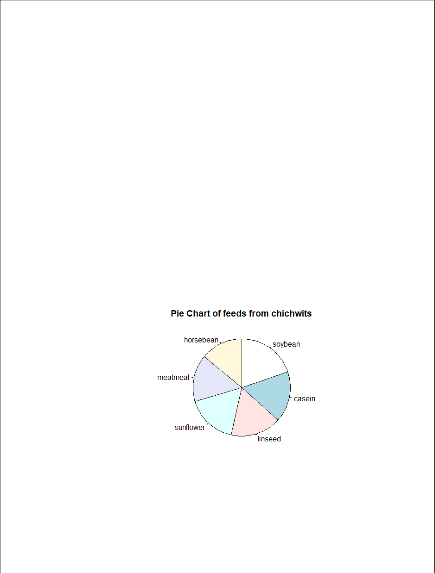 Pie Chart of feeds from chichwits
horsebean
soybean
meatmeal
casein
sunflower
linseed